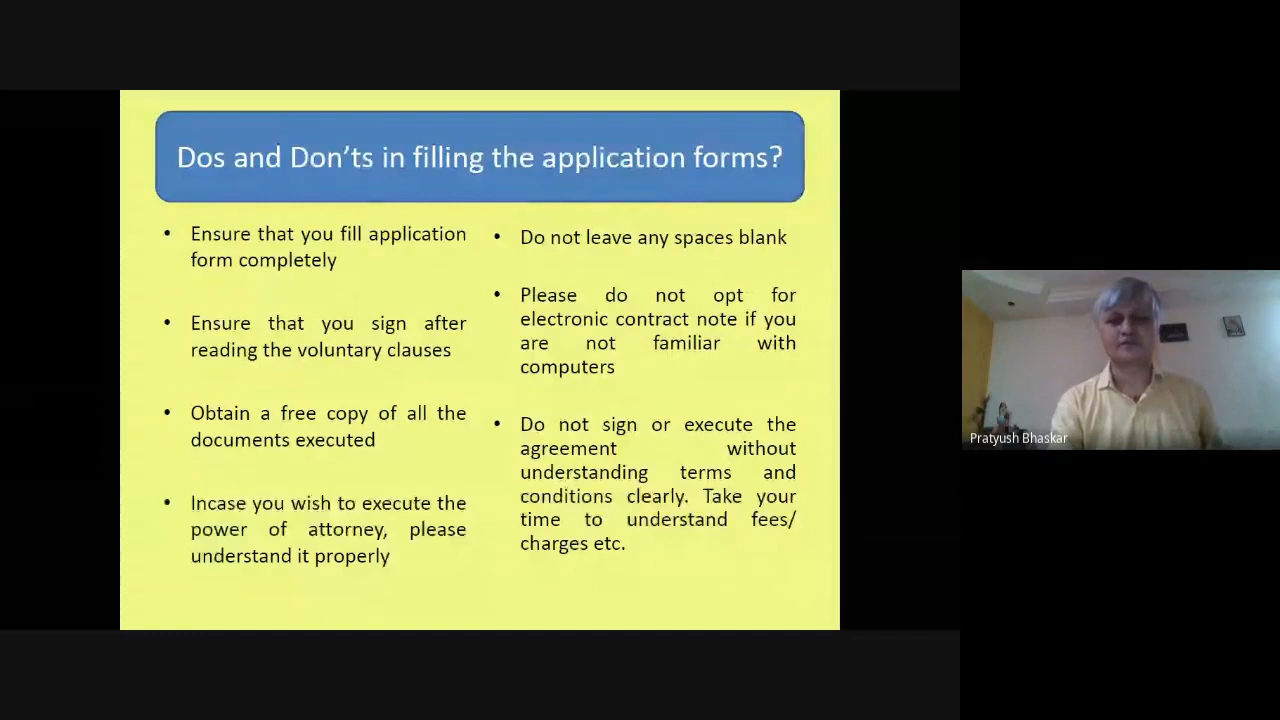 Dos and Don'ts in filling the application forms?
• Ensure that you fill application
form completely
• Ensure that you sign after
reading the voluntary clauses
• Obtain a free copy of all the
documents executed
• Incase you wish to execute the
power of attorney, please
understand it properly
• Do not leave any spaces blank
• Please do not opt for
electronic contract note if you
are not familiar with
computers
• Do not sign or execute the
agreement without
understanding terms and
conditions clearly. Take your
time to understand fees/
charges etc.
Pratyush Bhaskar